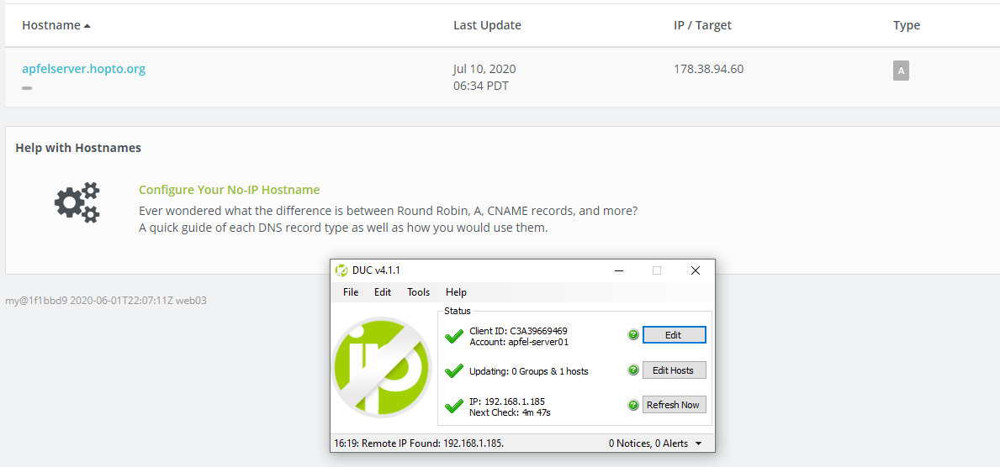 Hostname Last Update IP / Target Type
apfelserver.hopto.org Jul 10, 2020 178.38.94.60 A
06:34 PDT
Help with Hostnames
Configure Your No-IP Hostname
Ever wondered what the difference is between Round Robin, A, CNAME records, and more?
A quick guide of each DNS record type as well as how you would use them.
my@1f1bbd9 2020-06-01T22:07:11Z web03
DUC v4.1.1
File Edit Tools Help
ip
Status
Client ID: C3A39669469
Account: apfel-server01
? Edit
Updating: 0 Groups & 1 hosts
? Edit Hosts
IP: 192.168.1.185
Next Check: 4m 47s
? Refresh Now
16:19: Remote IP Found: 192.168.1.185. 0 Notices, 0 Alerts